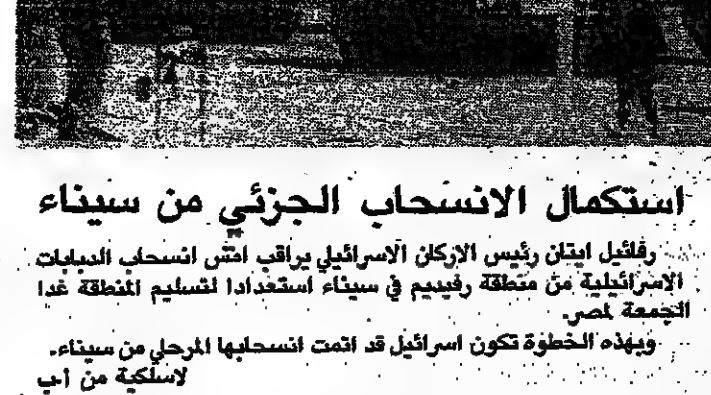 استكمال الانسحاب الجزئي من سيناء
رفائيل ايتان رئيس الاركان الاسرائيلي يراقب امس انسحاب الدبابات
الاسرائيلية من منطقة رفيديم في سيناء استعدادا لتسليم المنطقة غدا
الجمعة لمصر.
وبهذه الخطوة تكون اسرائيل قد اتمت انسحابها المرحلي من سيناء.
لاسلكية من أ.ب